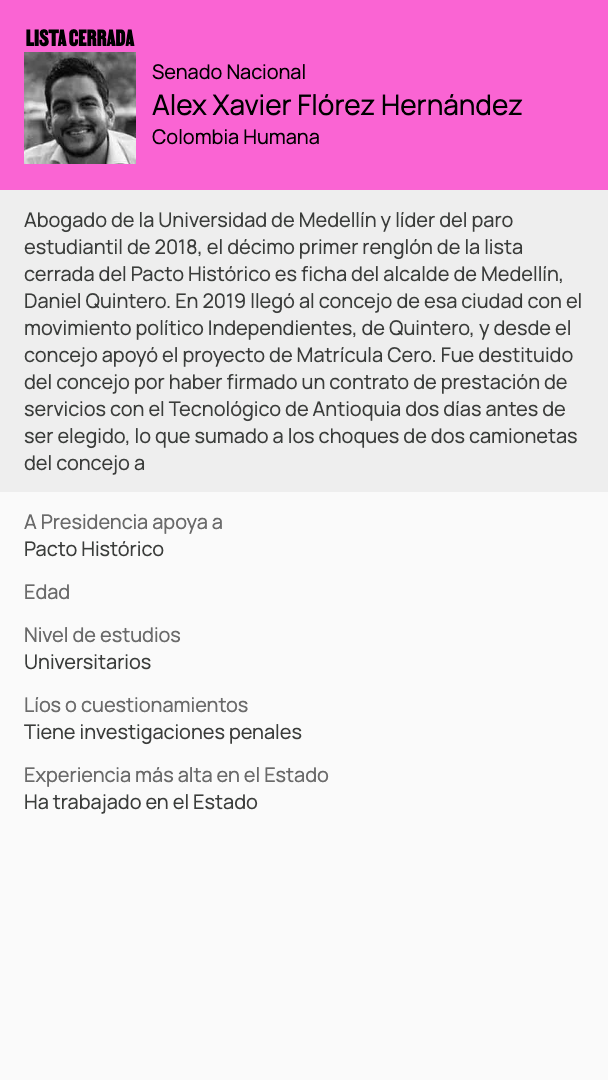 LISTA CERRADA
Senado Nacional
Alex Xavier Flórez Hernández
Colombia Humana
Abogado de la Universidad de Medellín y líder del paro
estudiantil de 2018, el décimo primer renglón de la lista
cerrada del Pacto Histórico es ficha del alcalde de Medellín,
Daniel Quintero. En 2019 llegó al concejo de esa ciudad con el
movimiento político Independientes, de Quintero, y desde el
concejo apoyó el proyecto de Matrícula Cero. Fue destituido
del concejo por haber firmado un contrato de prestación de
servicios con el Tecnológico de Antioquia dos días antes de
ser elegido, lo que sumado a los choques de dos camionetas
del concejo a
A Presidencia apoya a
Pacto Histórico
Edad
Nivel de estudios
Universitarios
Líos o cuestionamientos
Tiene investigaciones penales
Experiencia más alta en el Estado
Ha trabajado en el Estado